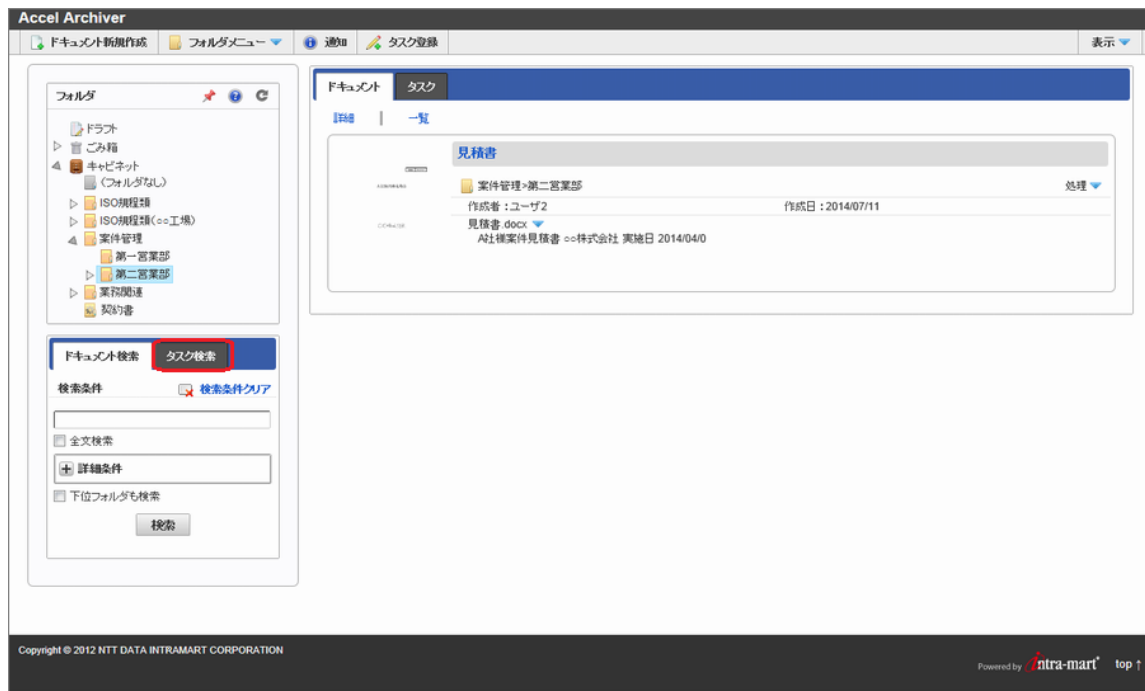 Accel Archiver
ドキュメント新規作成 フォルダメニュー 通知 タスク登録 表示
フォルダ
ドラフト
ごみ箱
キャビネット
(フォルダなし)
ISO規程類
ISO規程類(○○工場)
案件管理
第一営業部
第二営業部
業務関連
契約書
ドキュメント検索 タスク検索
検索条件 検索条件クリア
全文検索
詳細条件
下位フォルダも検索
検索
ドキュメント タスク
詳細 | 一覧
見積書
案件管理>第二営業部 処理
作成者:ユーザ2 作成日:2014/07/11
見積書.docx
A社様案件見積書 ○○株式会社 実施日 2014/04/0
Copyright © 2012 NTT DATA INTRAMART CORPORATION
Powered by intra-mart top ↑